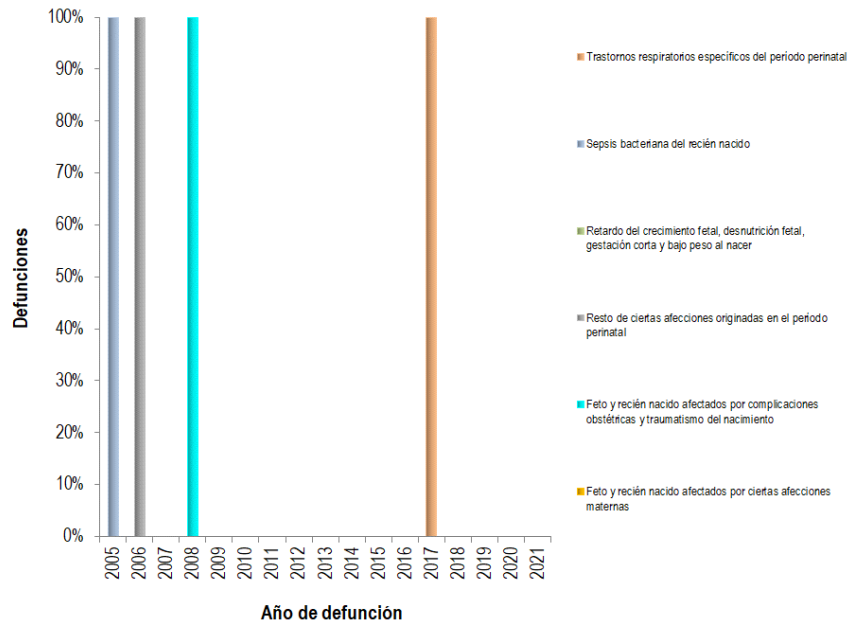 100%
90%
80%
70%
60%
50%
40%
30%
20%
10%
0%
Defunciones
2005
2006
2007
2008
2009
2010
2011
2012
2013
2014
2015
2016
2017
2018
2019
2020
2021
Año de defunción
Trastornos respiratorios específicos del período perinatal
Sepsis bacteriana del recién nacido
Retardo del crecimiento fetal, desnutrición fetal,
gestación corta y bajo peso al nacer
Resto de ciertas afecciones originadas en el período
perinatal
Feto y recién nacido afectados por complicaciones
obstétricas y traumatismo del nacimiento
Feto y recién nacido afectados por ciertas afecciones
maternas